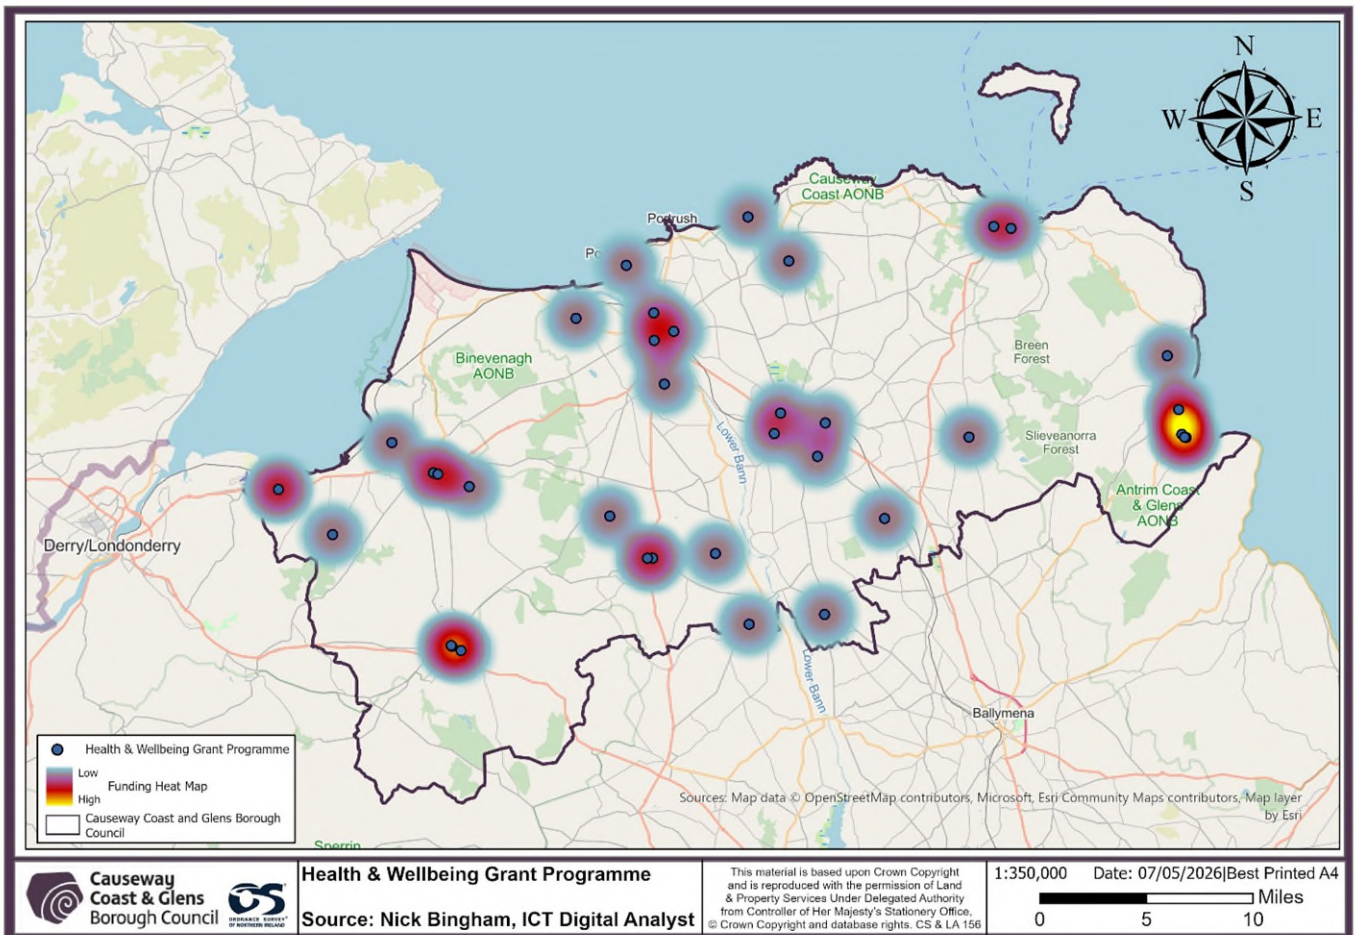 N
W
E
S
Causeway
Coast AONB
Portrush
Binevenagh
AONB
Breen
Forest
Lower Bann
Slieveanorra
Forest
Antrim Coast
& Glens
AONB
Derry/Londonderry
Lower Bann
Ballymena
Health & Wellbeing Grant Programme
Low
Funding Heat Map
High
Causeway Coast and Glens Borough
Council
Sources: Map data © OpenStreetMap contributors, Microsoft, Esri Community Maps contributors, Map layer
by Esri
Sperrin
Causeway
Coast & Glens
Borough Council
OS
ORDNANCE SURVEY®
OF NORTHERN IRELAND
Health & Wellbeing Grant Programme
Source: Nick Bingham, ICT Digital Analyst
This material is based upon Crown Copyright
and is reproduced with the permission of Land
& Property Services Under Delegated Authority
from Controller of Her Majesty's Stationery Office,
© Crown Copyright and database rights. CS & LA 156
1:350,000 Date: 07/05/2026|Best Printed A4
Miles
0 5 10